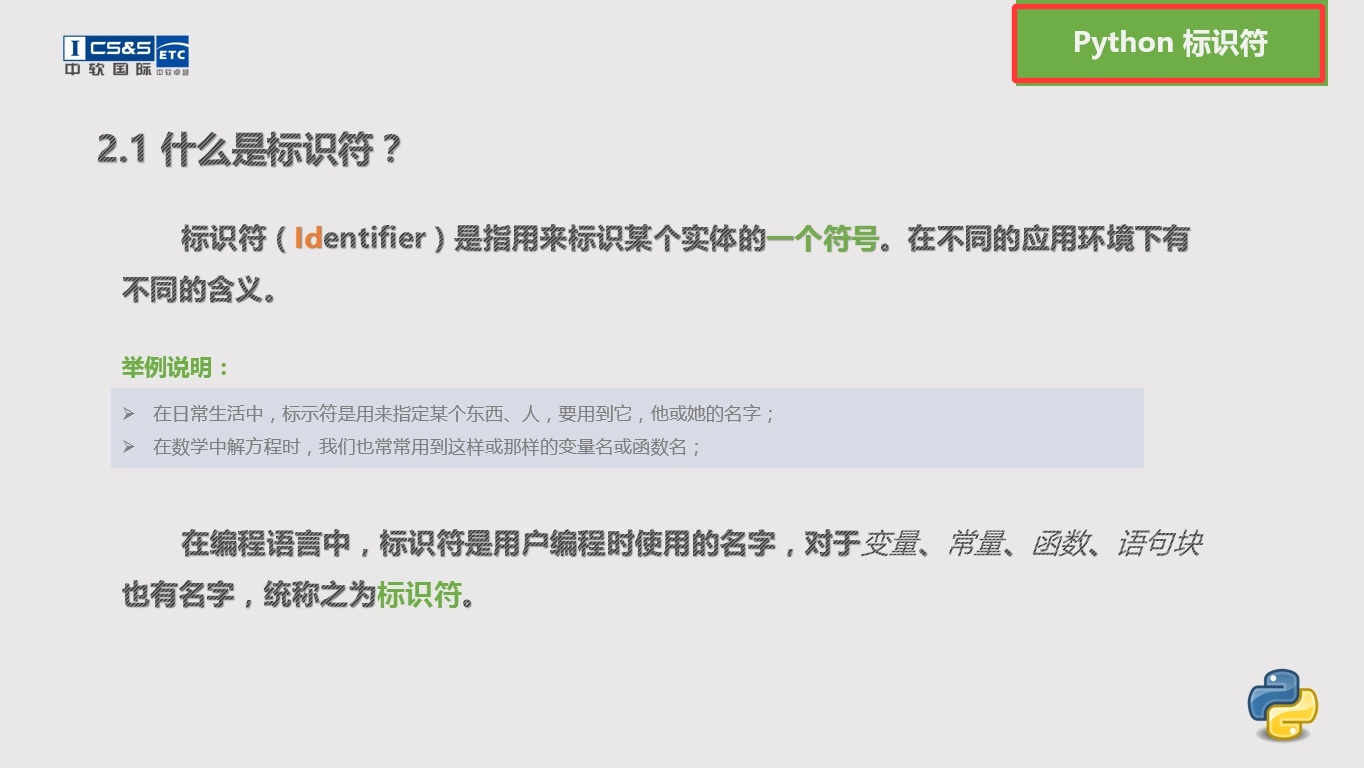 I CS&S ETC
中软国际 中软卓越
Python 标识符
2.1 什么是标识符？
标识符（Identifier）是指用来标识某个实体的一个符号。在不同的应用环境下有
不同的含义。
举例说明：
➢ 在日常生活中，标示符是用来指定某个东西、人，要用到它，他或她的名字；
➢ 在数学中解方程时，我们也常常用到这样或那样的变量名或函数名；
在编程语言中，标识符是用户编程时使用的名字，对于变量、常量、函数、语句块
也有名字，统称之为标识符。